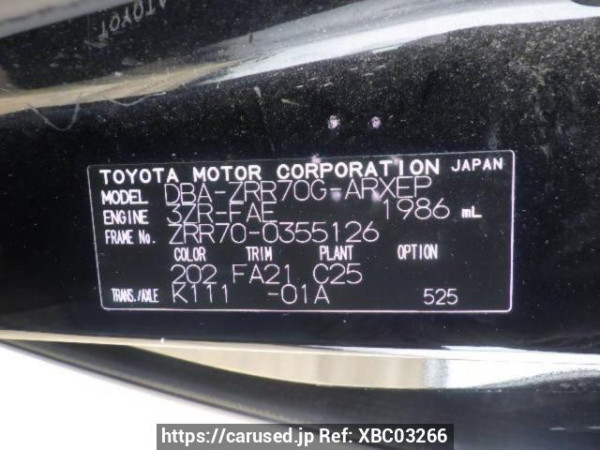 TOYOTA MOTOR CORPORATION JAPAN
MODEL DBA-ZRR70G-ARXEP
ENGINE 3ZR-FAE 1986 mL
FRAME No. ZRR70-0355126
COLOR TRIM PLANT OPTION
202 FA21 C25
TRANS./AXLE K111 -01A 525
https://carused.jp Ref: XBC03266